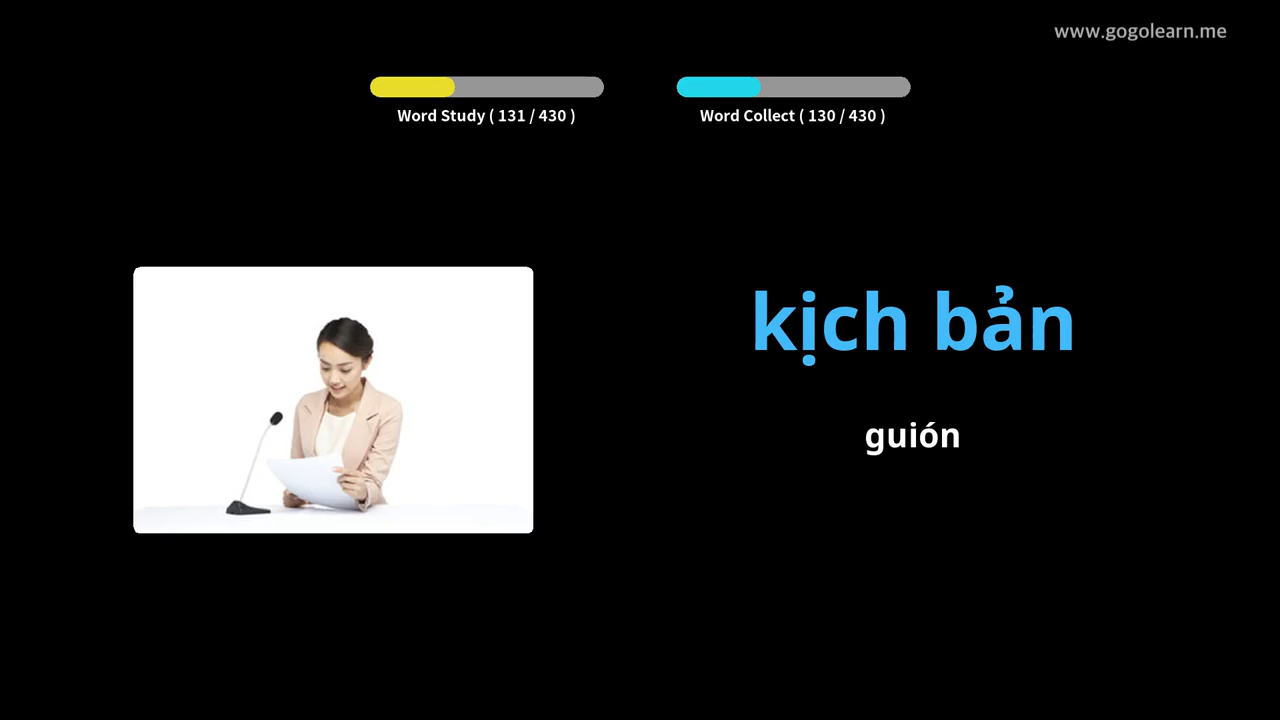 www.gogolearn.me
Word Study ( 131 / 430 )
Word Collect ( 130 / 430 )
kịch bản
guión